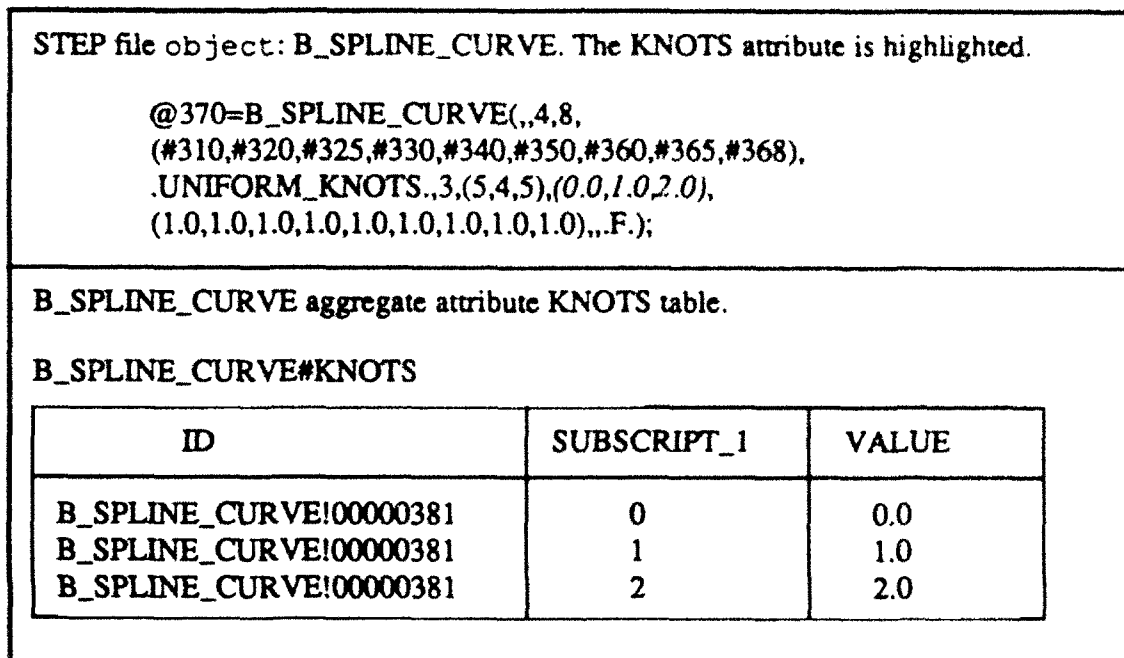 STEP file object: B_SPLINE_CURVE. The KNOTS attribute is highlighted.
@370=B_SPLINE_CURVE(,,4,8,
(#310,#320,#325,#330,#340,#350,#360,#365,#368),
.UNIFORM_KNOTS.,3,(5,4,5),(0.0,1.0,2.0),
(1.0,1.0,1.0,1.0,1.0,1.0,1.0,1.0,1.0),,.F.);
B_SPLINE_CURVE aggregate attribute KNOTS table.
B_SPLINE_CURVE#KNOTS
ID SUBSCRIPT_1 VALUE
B_SPLINE_CURVE!00000381 0 0.0
B_SPLINE_CURVE!00000381 1 1.0
B_SPLINE_CURVE!00000381 2 2.0